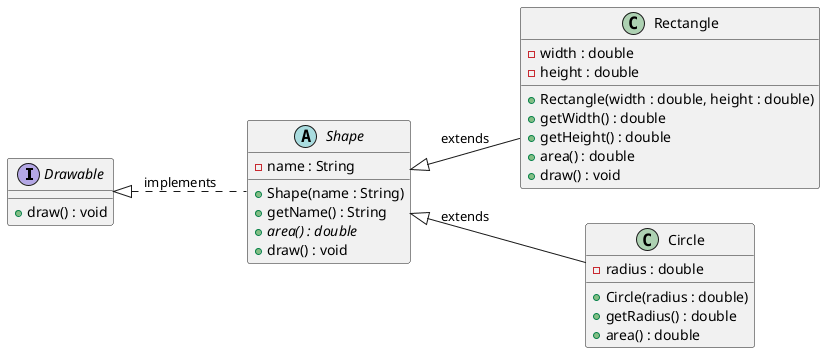 I Drawable
+ draw() : void
implements
A Shape
name : String
Shape(name : String)
getName() : String
area() : double
draw() : void
extends
extends
C Rectangle
width : double
height : double
Rectangle(width : double, height : double)
getWidth() : double
getHeight() : double
area() : double
draw() : void
C Circle
radius : double
Circle(radius : double)
getRadius() : double
area() : double